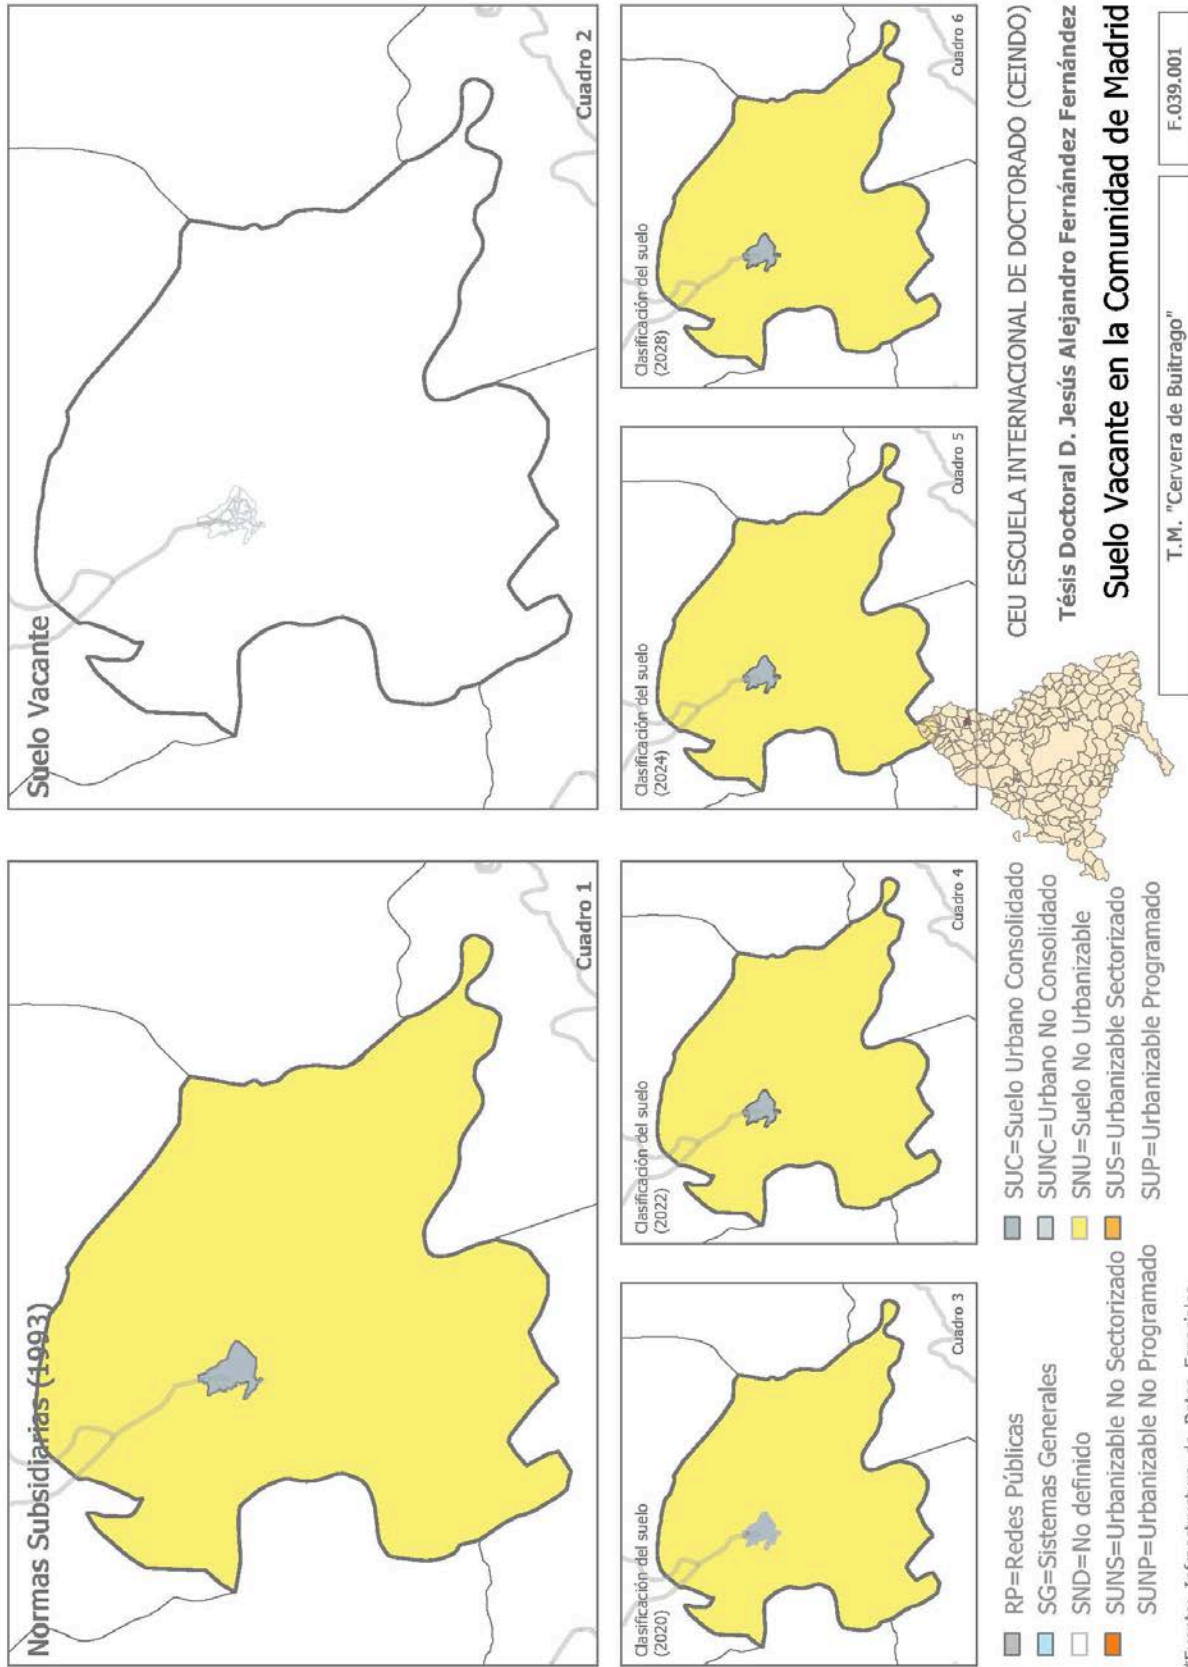 Normas Subsidiarias (1993)
Cuadro 1
Suelo Vacante
Cuadro 2
Clasificación del suelo
(2020)
Cuadro 3
Clasificación del suelo
(2022)
Cuadro 4
Clasificación del suelo
(2024)
Cuadro 5
Clasificación del suelo
(2028)
Cuadro 6
RP=Redes Públicas
SG=Sistemas Generales
SND=No definido
SUNS=Urbanizable No Sectorizado
SUNP=Urbanizable No Programado
SUC=Suelo Urbano Consolidado
SUNC=Urbano No Consolidado
SNU=Suelo No Urbanizable
SUS=Urbanizable Sectorizado
SUP=Urbanizable Programado
CEU ESCUELA INTERNACIONAL DE DOCTORADO (CEINDO)
Tésis Doctoral D. Jesús Alejandro Fernández Fernández
Suelo Vacante en la Comunidad de Madrid
T.M. "Cervera de Buitrago"
F.039.001